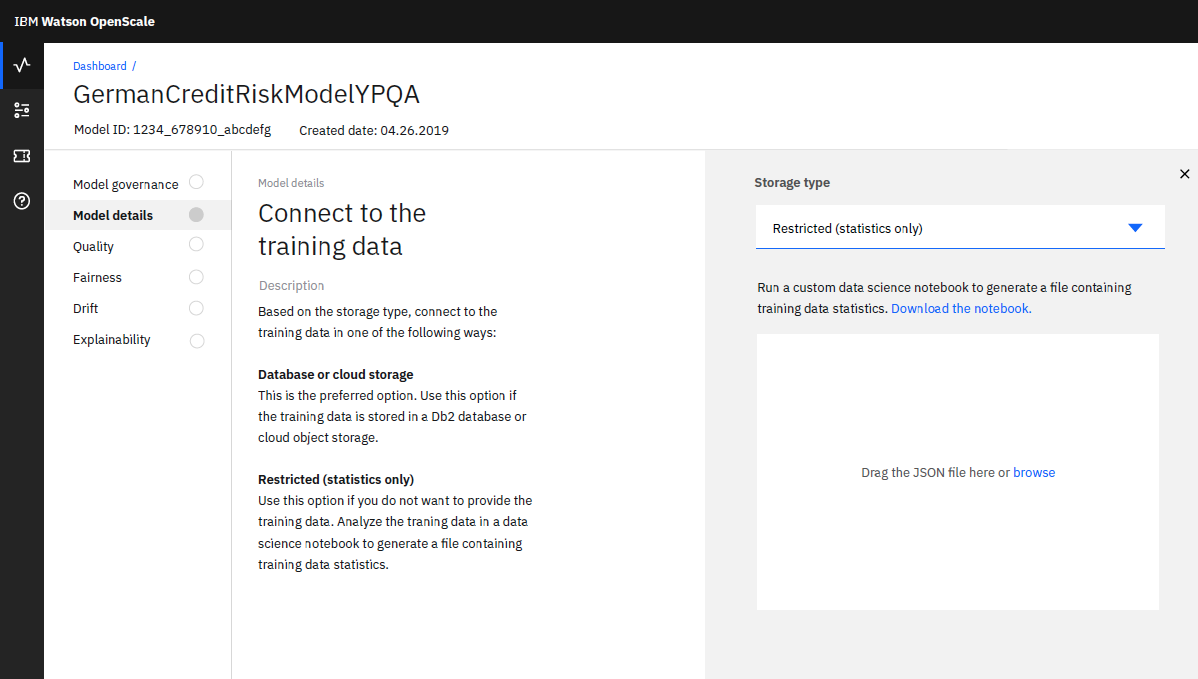 IBM Watson OpenScale
Dashboard /
GermanCreditRiskModelYPQA
Model ID: 1234_678910_abcdefg Created date: 04.26.2019
Model governance
Model details
Quality
Fairness
Drift
Explainability
Model details
Connect to the
training data
Description
Based on the storage type, connect to the
training data in one of the following ways:
Database or cloud storage
This is the preferred option. Use this option if
the training data is stored in a Db2 database or
cloud object storage.
Restricted (statistics only)
Use this option if you do not want to provide the
training data. Analyze the traning data in a data
science notebook to generate a file containing
training data statistics.
Storage type
Restricted (statistics only)
Run a custom data science notebook to generate a file containing
training data statistics. Download the notebook.
Drag the JSON file here or browse